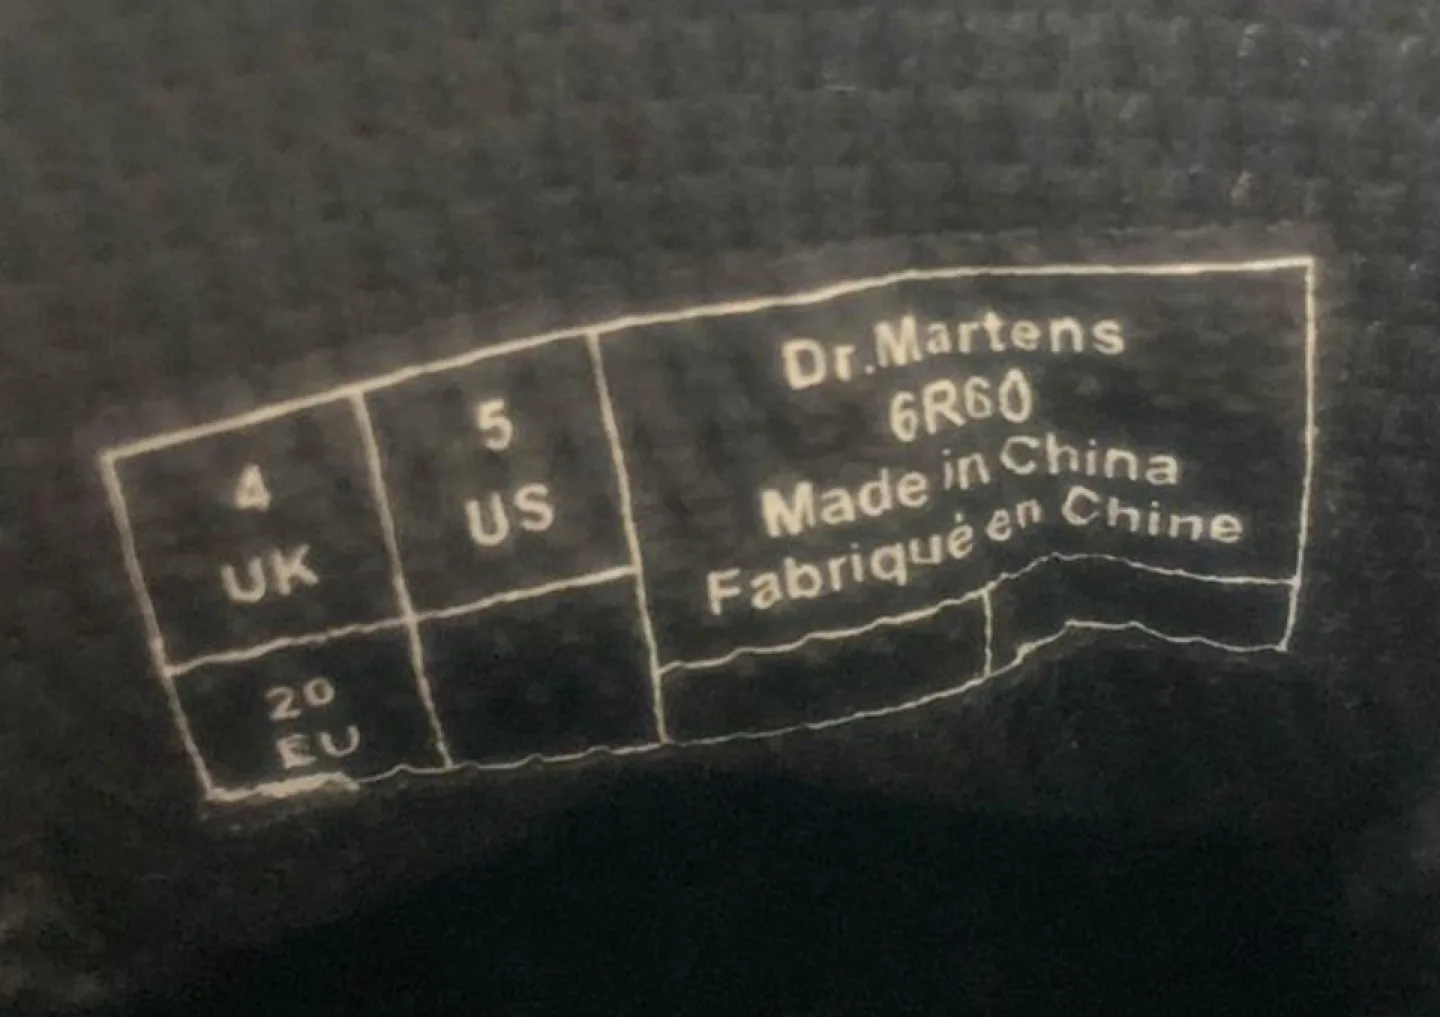 4
UK
5
US
20
EU
Dr.Martens
6R60
Made in China
Fabriqué en Chine